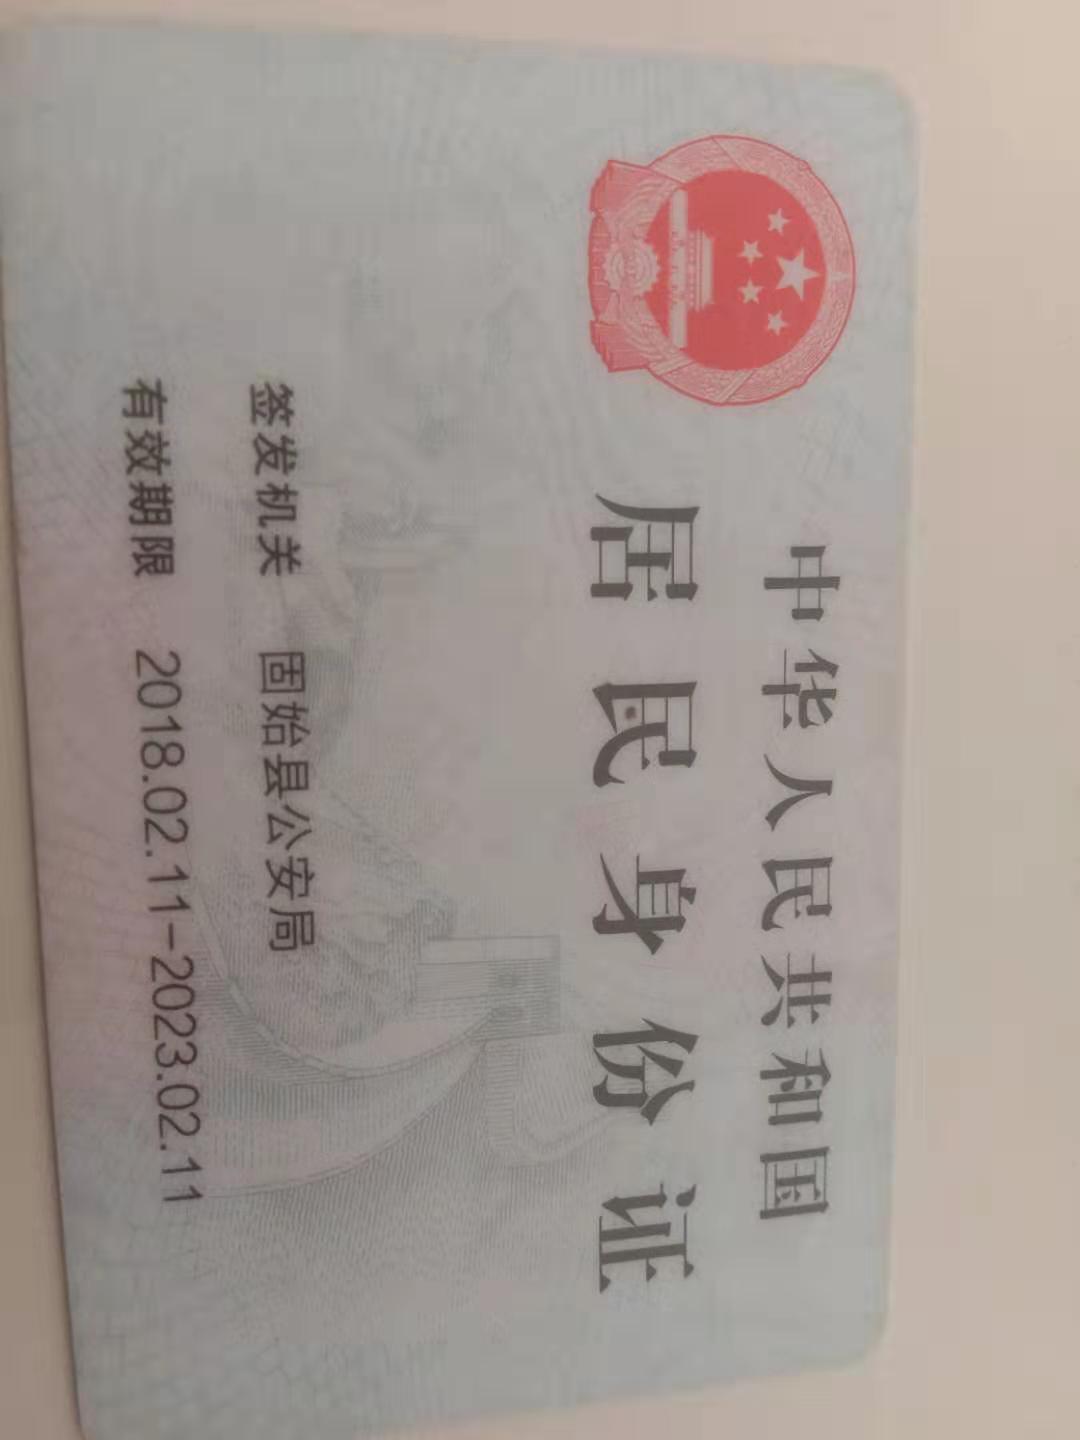 中华人民共和国
居民身份证
签发机关 固始县公安局
有效期限 2018.02.11-2023.02.11